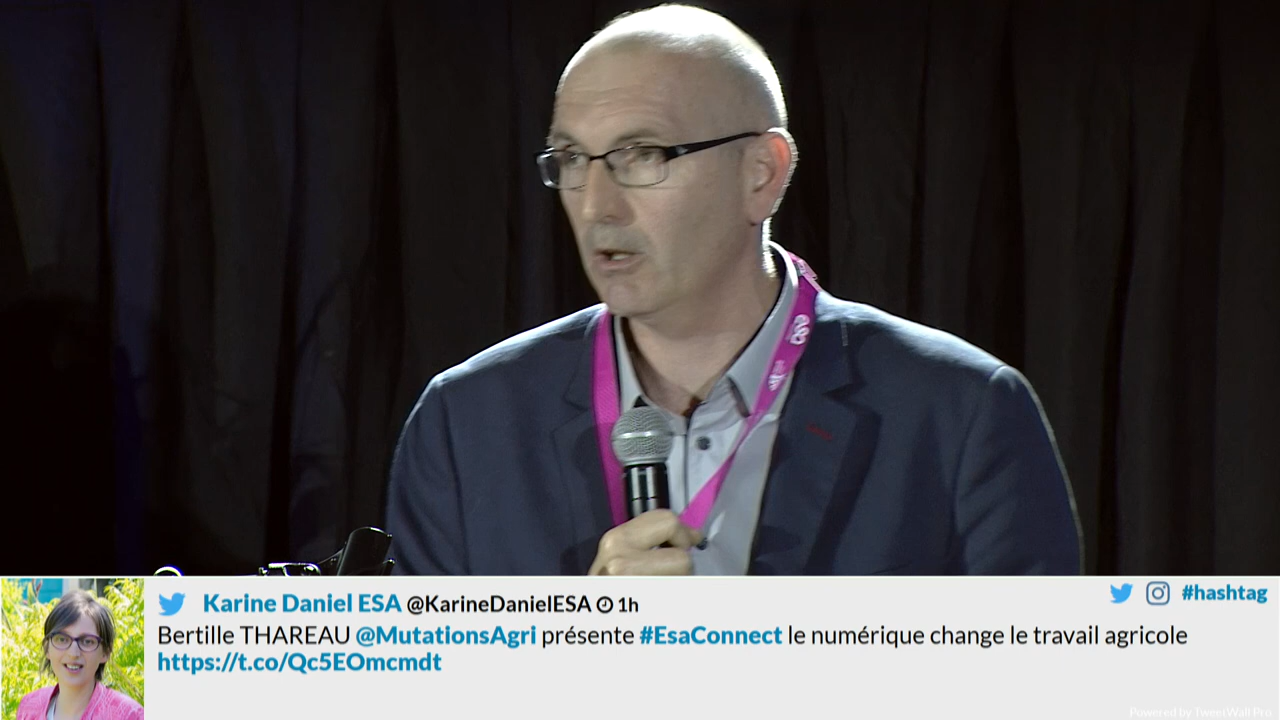 esa
Karine Daniel ESA @KarineDanielESA 1h
#hashtag
Bertille THAREAU @MutationsAgri présente #EsaConnect le numérique change le travail agricole
https://t.co/Qc5EOmcmdt
Powered by TweetWall Pro